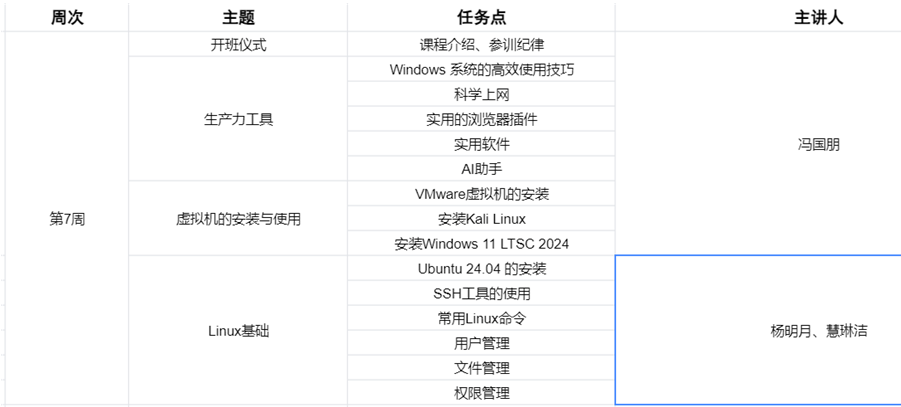 周次 主题 任务点 主讲人
开班仪式 课程介绍、参训纪律
Windows 系统的高效使用技巧
科学上网
生产力工具 实用的浏览器插件
实用软件 冯国朋
AI助手
VMware虚拟机的安装
第7周 虚拟机的安装与使用 安装Kali Linux
安装Windows 11 LTSC 2024
Ubuntu 24.04 的安装
SSH工具的使用
常用Linux命令
Linux基础 杨明月、慧琳洁
用户管理
文件管理
权限管理